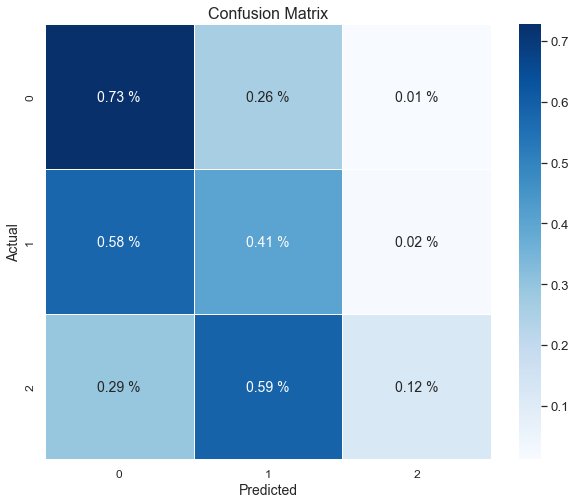 Confusion Matrix
0.73 % 0.26 % 0.01 %
0.58 % 0.41 % 0.02 %
0.29 % 0.59 % 0.12 %
0
1
2
Actual
0 1 2
Predicted
0.7
0.6
0.5
0.4
0.3
0.2
0.1